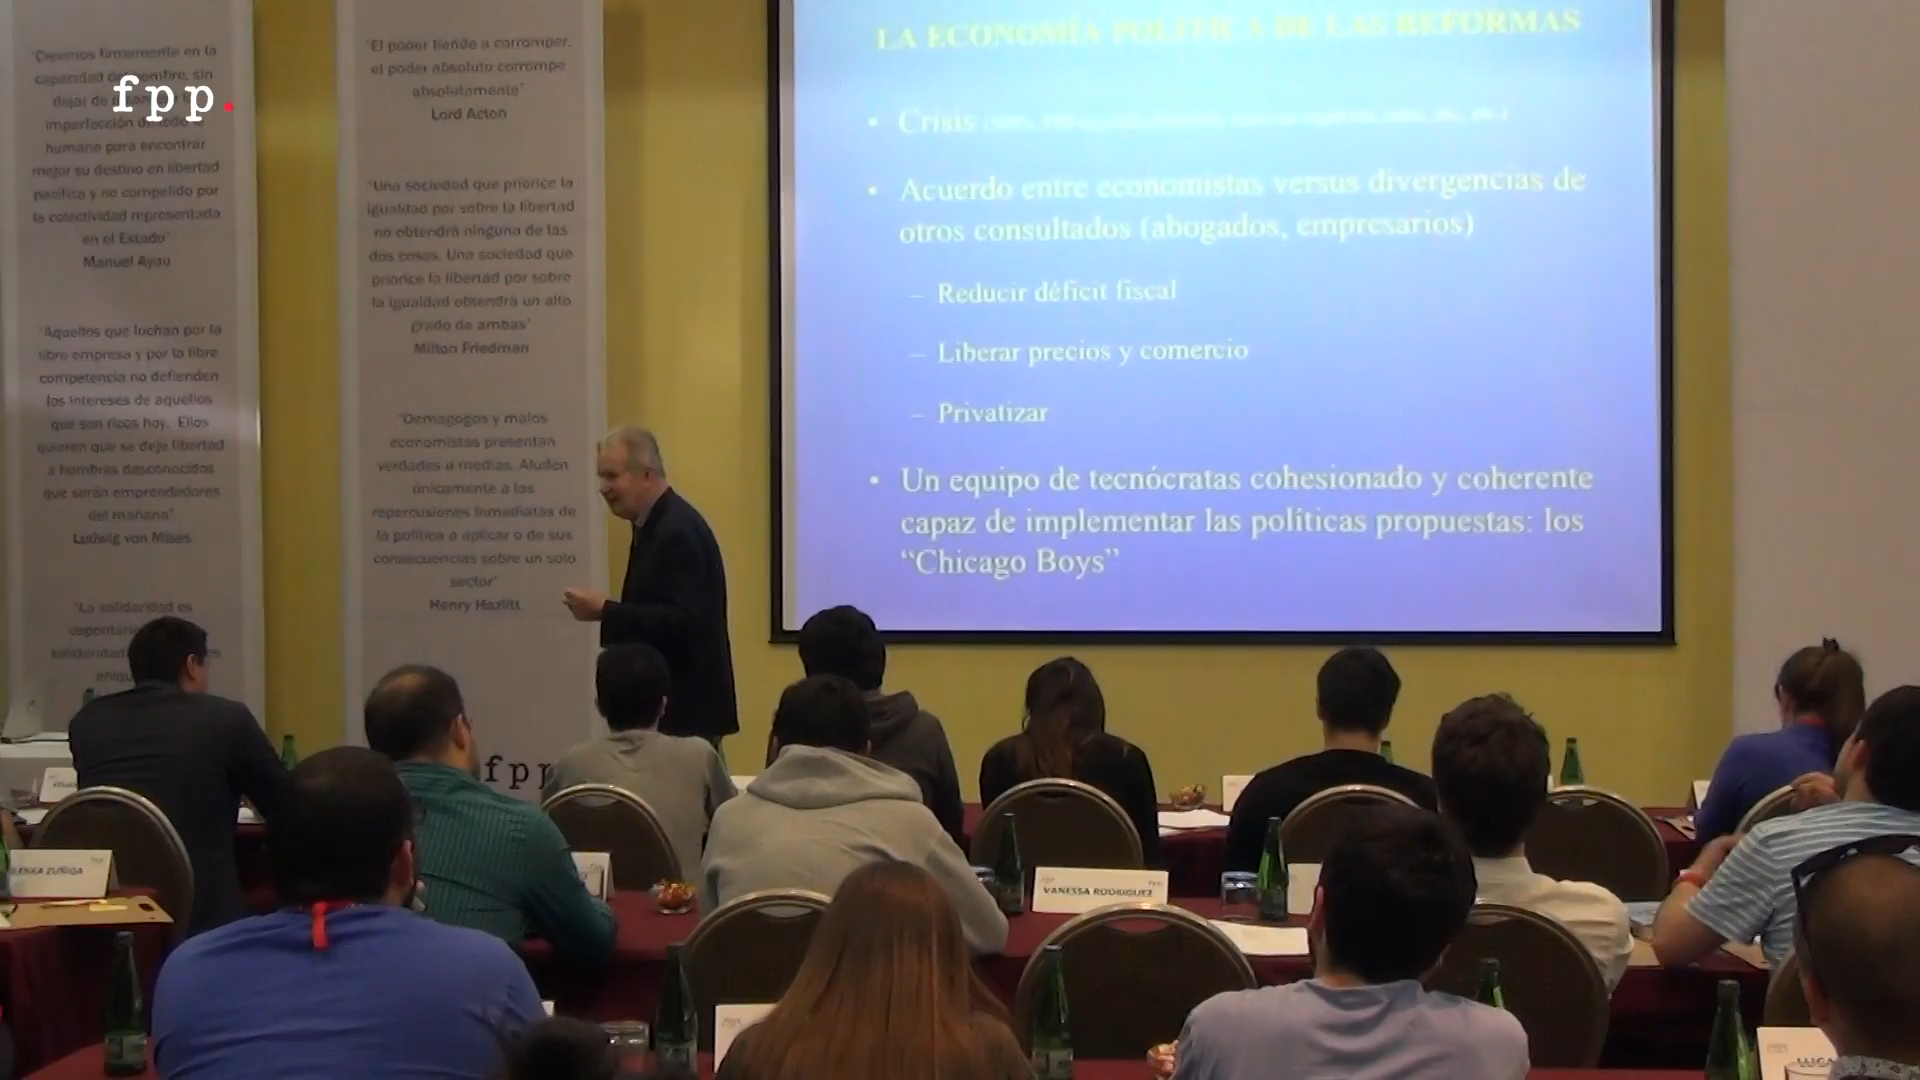 "Creemos firmemente en la
capacidad del hombre, sin
dejar de
imperfección de todo lo
humano para encontrar
mejor su destino en libertad
pacífica y no compelido por
la colectividad representada
en el Estado"
Manuel Ayau
"Aquellos que luchan por la
libre empresa y por la libre
competencia no defienden
los intereses de aquellos
que son ricos hoy. Ellos
quieren que se deje libertad
a hombres desconocidos
que serán emprendedores
del mañana"
Ludwig von Mises
"La solidaridad es
solidaridad
fpp.
"El poder tiende a corromper,
el poder absoluto corrompe
absolutamente"
Lord Acton
"Una sociedad que priorice la
igualdad por sobre la libertad
no obtendrá ninguna de las
dos cosas. Una sociedad que
priorice la libertad por sobre
la igualdad obtendrá un alto
grado de ambas"
Milton Friedman
"Demagogos y malos
economistas presentan
verdades a medias. Aluden
únicamente a las
repercusiones inmediatas de
la política a aplicar o de sus
consecuencias sobre un solo
sector"
Henry Hazlitt
fpp
LA ECONOMÍA POLITICA DE LAS REFORMAS
• Crisis
• Acuerdo entre economistas versus divergencias de
otros consultados (abogados, empresarios)
– Reducir déficit fiscal
– Liberar precios y comercio
– Privatizar
• Un equipo de tecnócratas cohesionado y coherente
capaz de implementar las políticas propuestas: los
"Chicago Boys"
ZUÑIGA
VANESSA RODRIGUEZ